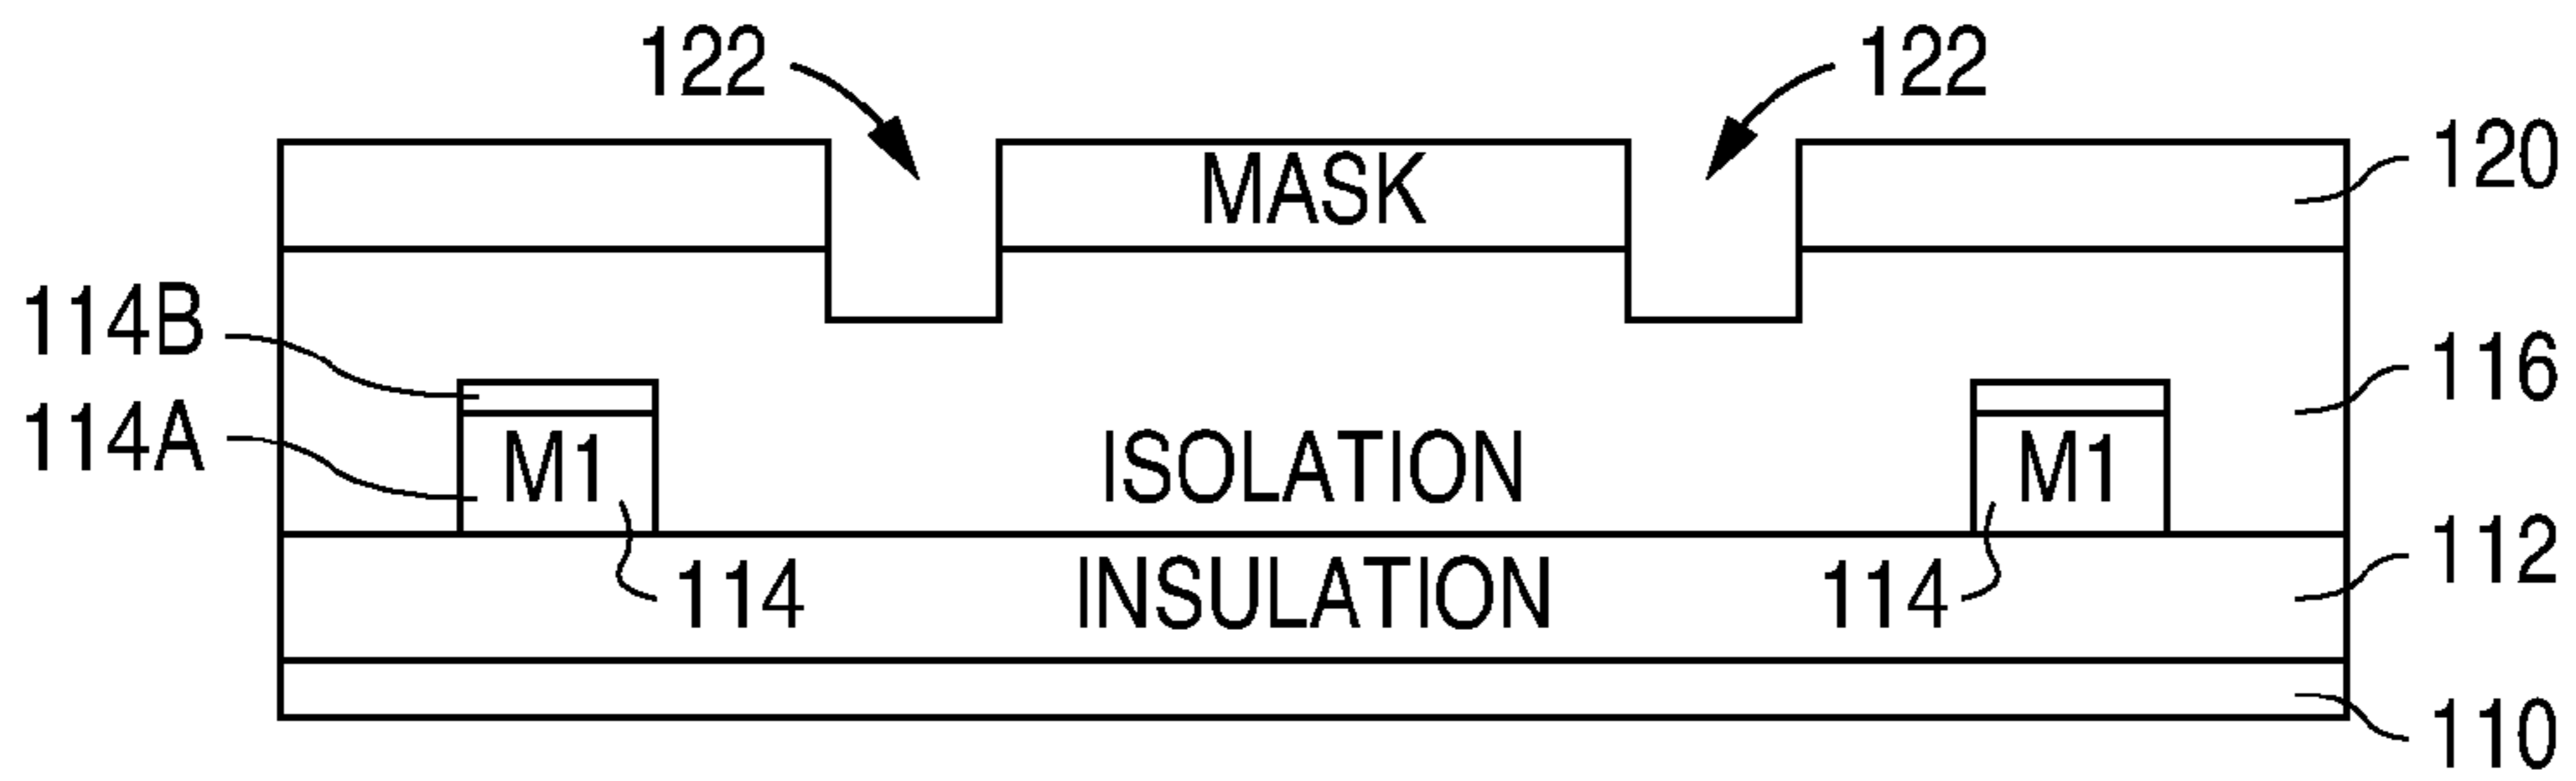 122 122
MASK 120
114B
116
114A M1 ISOLATION M1
112
114 INSULATION 114
110